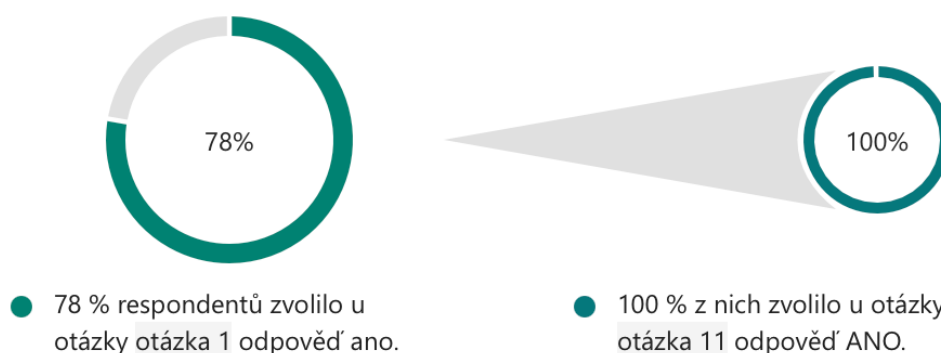 78%
100%
78 % respondentů zvolilo u
otázky otázka 1 odpověď ano.
100 % z nich zvolilo u otázky
otázka 11 odpověď ANO.